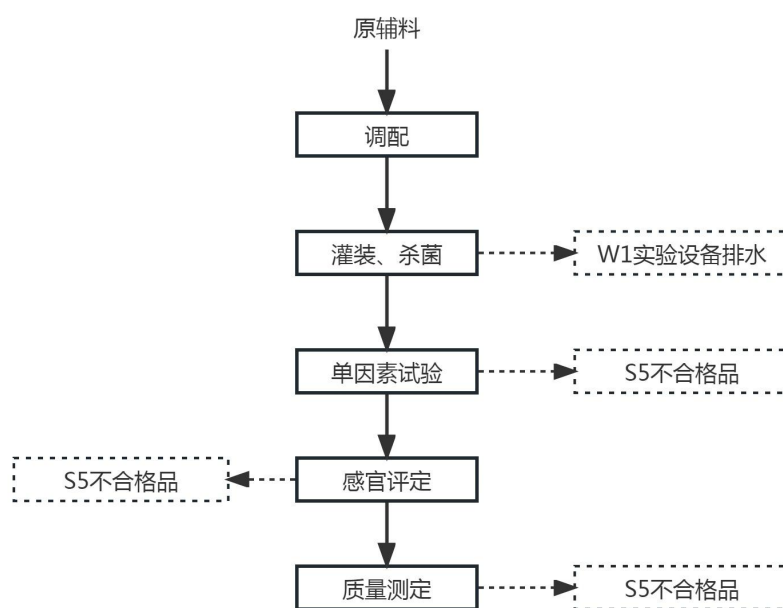 原辅料
调配
灌装、杀菌
W1实验设备排水
单因素试验
S5不合格品
S5不合格品
感官评定
质量测定
S5不合格品